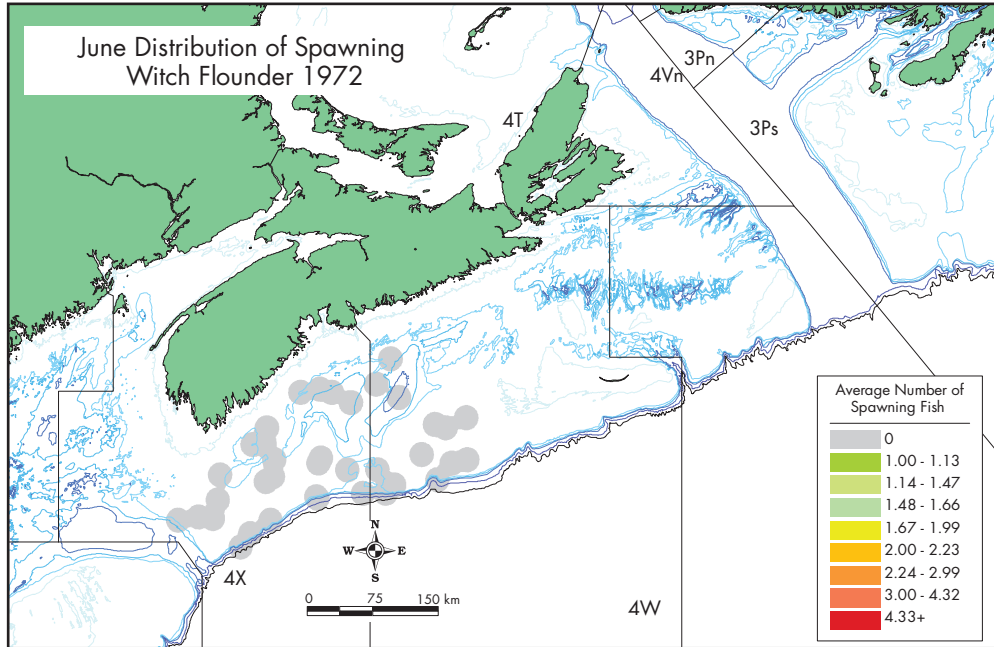 June Distribution of Spawning
Witch Flounder 1972
4T
4Vn
3Pn
3Ps
4X
4W
N
W E
S
0 75 150 km
Average Number of
Spawning Fish
0
1.00 - 1.13
1.14 - 1.47
1.48 - 1.66
1.67 - 1.99
2.00 - 2.23
2.24 - 2.99
3.00 - 4.32
4.33+